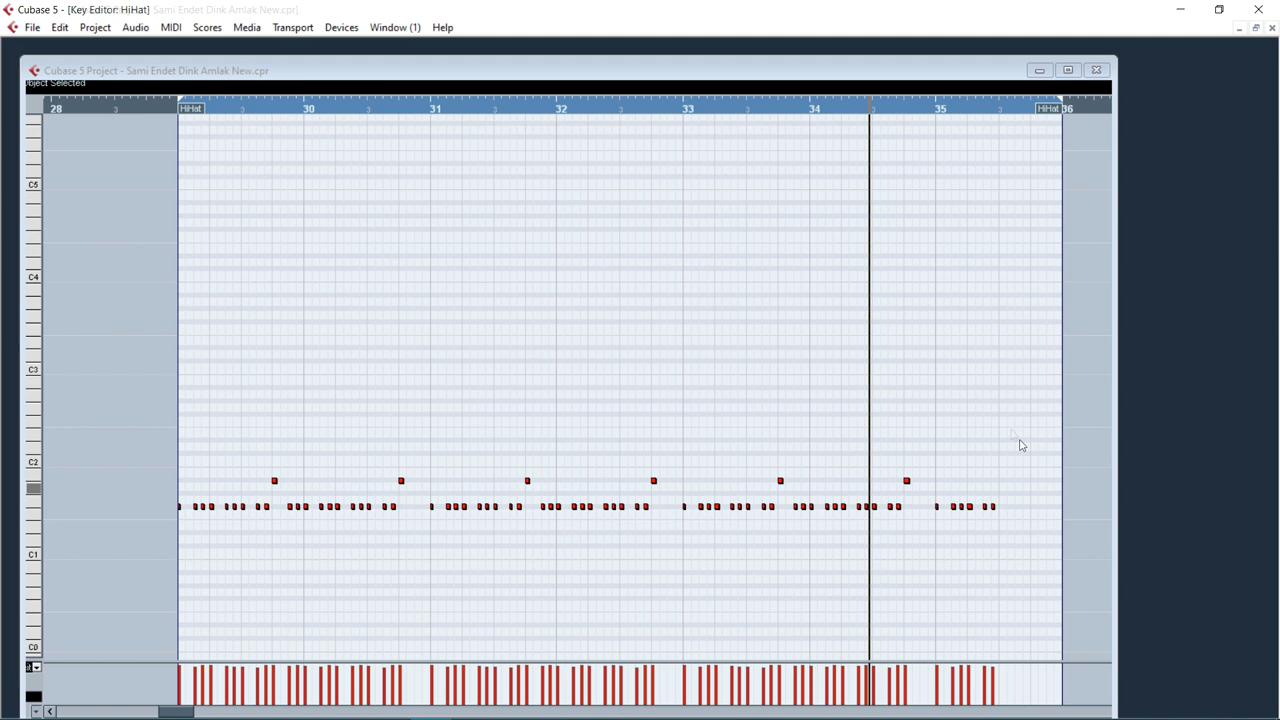 Cubase 5 - [Key Editor: HiHat] Sami Endet Dink Amlak New.cpr]
File Edit Project Audio MIDI Scores Media Transport Devices Window (1) Help
Cubase 5 Project - Sami Endet Dink Amlak New.cpr
bject Selected
28 3 HiHat 3 30 3 31 3 32 3 33 3 34 3 35 3 HiHat 36
C5
C4
C3
C2
C1
C0